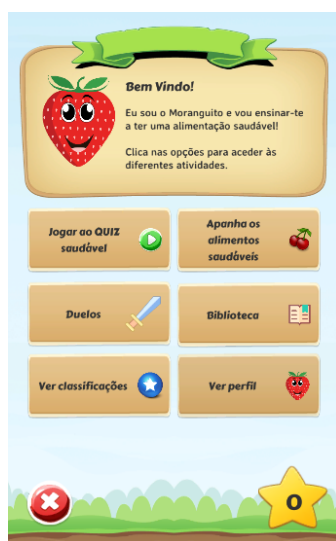 Bem Vindo!
Eu sou o Moranguito e vou ensinar-te
a ter uma alimentação saudável!
Clica nas opções para aceder às
diferentes atividades.
Jogar ao QUIZ
saudável
Apanha os
alimentos
saudáveis
Duelos
Biblioteca
Ver classificações
Ver perfil
0